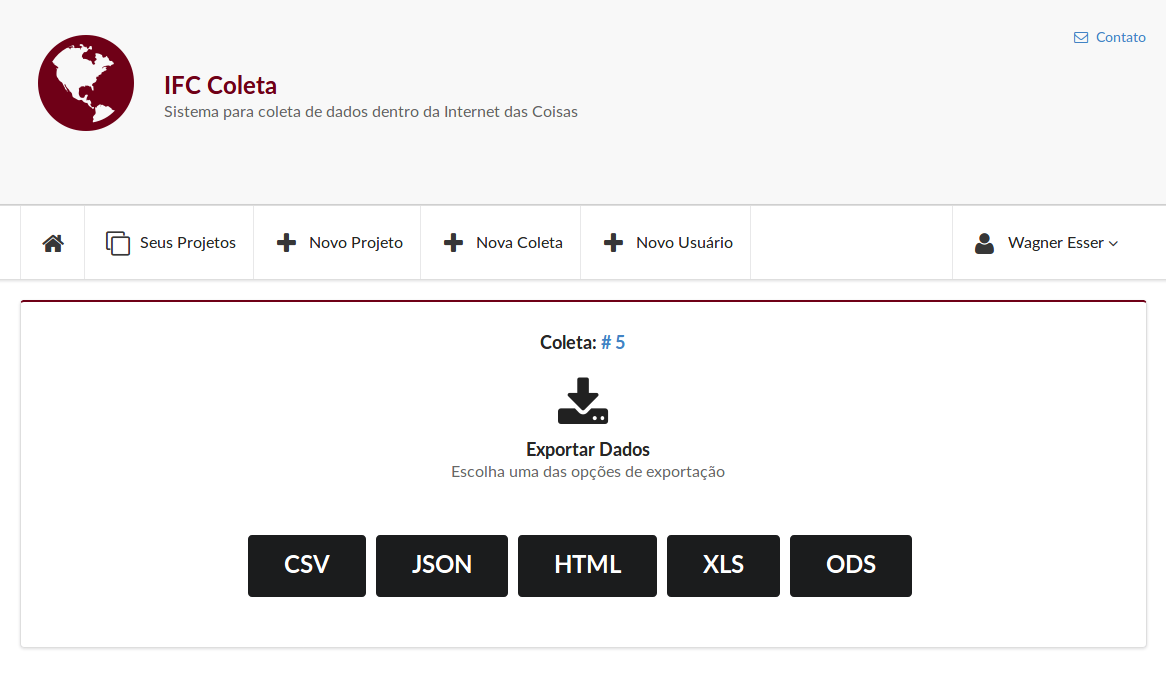 Contato
IFC Coleta
Sistema para coleta de dados dentro da Internet das Coisas
Seus Projetos
Novo Projeto
Nova Coleta
Novo Usuário
Wagner Esser
Coleta: # 5
Exportar Dados
Escolha uma das opções de exportação
CSV
JSON
HTML
XLS
ODS